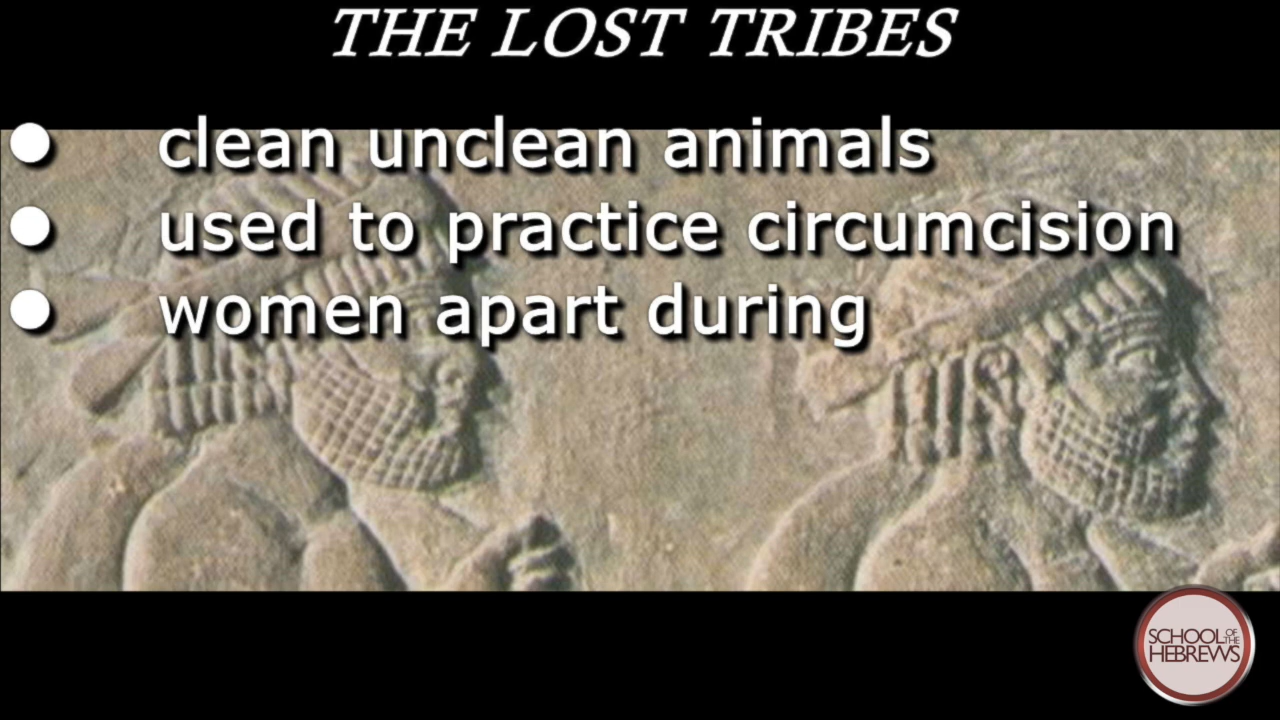 THE LOST TRIBES
● clean unclean animals
● used to practice circumcision
● women apart during
SCHOOL OF THE
HEBREWS